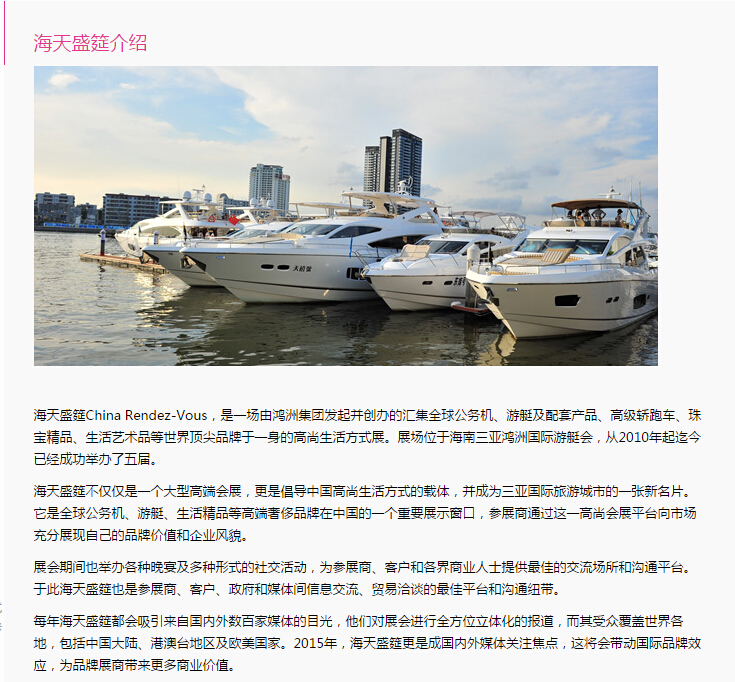 海天盛筵介绍
海天盛筵China Rendez-Vous，是一场由鸿洲集团发起并创办的汇集全球公务机、游艇及配套产品、高级轿跑车、珠
宝精品、生活艺术品等世界顶尖品牌于一身的高尚生活方式展。展场位于海南三亚鸿洲国际游艇会，从2010年起迄今
已经成功举办了五届。
海天盛筵不仅仅是一个大型高端会展，更是倡导中国高尚生活方式的载体，并成为三亚国际旅游城市的一张新名片。
它是全球公务机、游艇、生活精品等高端奢侈品牌在中国的一个重要展示窗口，参展商通过这一高尚会展平台向市场
充分展现自己的品牌价值和企业风貌。
展会期间也举办各种晚宴及多种形式的社交活动，为参展商、客户和各界商业人士提供最佳的交流场所和沟通平台。
于此海天盛筵也是参展商、客户、政府和媒体间信息交流、贸易洽谈的最佳平台和沟通纽带。
每年海天盛筵都会吸引来自国内外数百家媒体的目光，他们对展会进行全方位立体化的报道，而其受众覆盖世界各
地，包括中国大陆、港澳台地区及欧美国家。2015年，海天盛筵更是成国内外媒体关注焦点，这将会带动国际品牌效
应，为品牌展商带来更多商业价值。